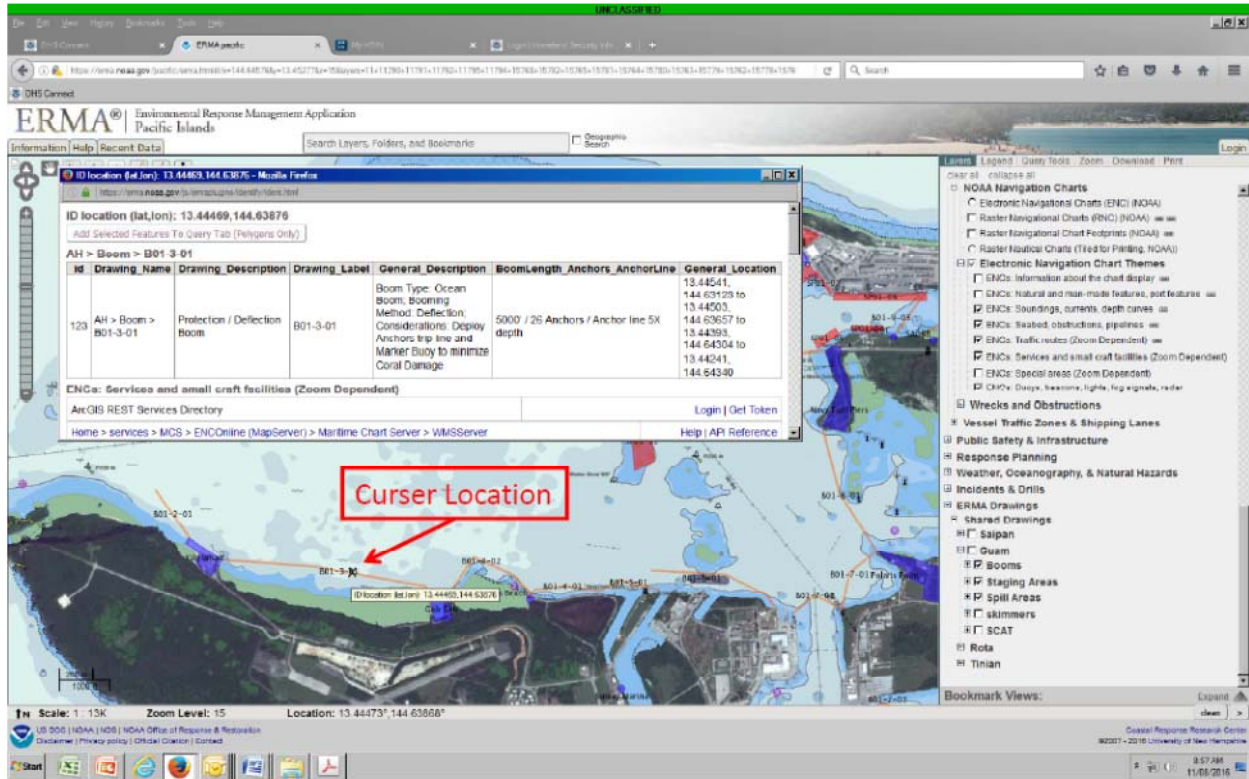 UNCLASSIFIED
File Edit View History Bookmarks Tools Help
DHS Connect
ERMA pacific
DHS Connect
Search
ERMA® | Environmental Response Management Application
Pacific Islands
Search Layers, Folders, and Bookmarks
Geographic Search
Information Help Recent Data
Login
ID location (lat,lon): 13.44469,144.63876 - Mozilla Firefox
ID location (lat,lon): 13.44469,144.63876
Add Selected Features To Query Tab (Polygons Only)
AH > Boom > B01-3-01
Id Drawing_Name Drawing_Description Drawing_Label General_Description BoomLength_Anchors_AnchorLine General_Location
123
AH > Boom > B01-3-01
Protection / Deflection Boom
B01-3-01
Boom Type: Ocean
Boom; Booming
Method: Deflection;
Considerations: Deploy
Anchors trip line and
Marker Buoy to minimize
Coral Damage
5000' / 26 Anchors / Anchor line 5X depth
13.44541,
144.63123 to
13.44503,
144.63657 to
13.44393,
144.64304 to
13.44241,
144.64340
ENCs: Services and small craft facilities (Zoom Dependent)
ArcGIS REST Services Directory
Login | Get Token
Home > services > MCS > ENCOnline (MapServer) > Maritime Chart Server > WMSServer
Help | API Reference
Curser Location
B01-2-01
B01-3-
ID location (lat,lon): 13.44469,144.63876
B01-4-01
B01-7-01
Layers Legend Query Tools Zoom Download Print
clear all collapse all
NOAA Navigation Charts
Electronic Navigational Charts (ENC) (NOAA)
Raster Navigational Charts (RNC) (NOAA)
Raster Navigational Chart Footprints (NOAA)
Raster Nautical Charts (Tiled for Printing, NOAA)
Electronic Navigation Chart Themes
ENCs: Information about the chart display
ENCs: Natural and man-made features, port features
ENCs: Soundings, currents, depth curves
ENCs: Seabed, obstructions, pipelines
ENCs: Traffic routes (Zoom Dependent)
ENCs: Services and small craft facilities (Zoom Dependent)
ENCs: Special areas (Zoom Dependent)
ENCs: Buoys, beacons, lights, fog signals, radar
Wrecks and Obstructions
Vessel Traffic Zones & Shipping Lanes
Public Safety & Infrastructure
Response Planning
Weather, Oceanography, & Natural Hazards
Incidents & Drills
ERMA Drawings
Shared Drawings
Saipan
Guam
Booms
Staging Areas
Spill Areas
skimmers
SCAT
Rota
Tinian
Bookmark Views:
Expand
clean
N Scale: 1 : 13K Zoom Level: 15 Location: 13.44473°,144.63868°
US DOC | NOAA | NOS | NOAA Office of Response & Restoration
Disclaimer | Privacy policy | Official Citation | Contact
Coastal Response Research Center
©2007 - 2016 University of New Hampshire
Start
8:57 AM
11/08/2016